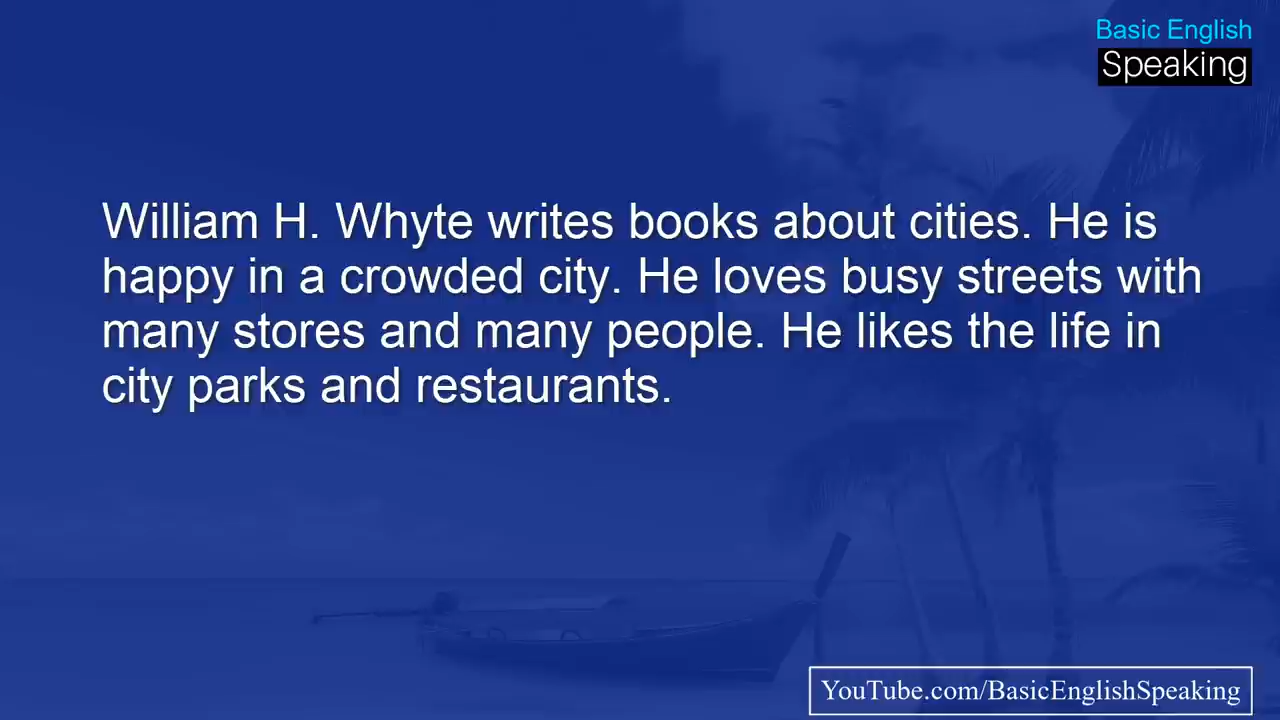 Basic English
Speaking
William H. Whyte writes books about cities. He is
happy in a crowded city. He loves busy streets with
many stores and many people. He likes the life in
city parks and restaurants.
YouTube.com/BasicEnglishSpeaking